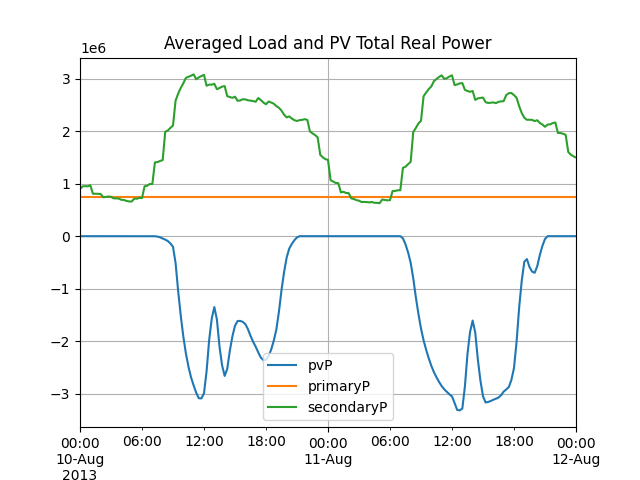 Averaged Load and PV Total Real Power
1e6
3
2
1
0
−1
−2
−3
pvP
primaryP
secondaryP
00:00 06:00 12:00 18:00 00:00 06:00 12:00 18:00 00:00
10-Aug 11-Aug 12-Aug
2013